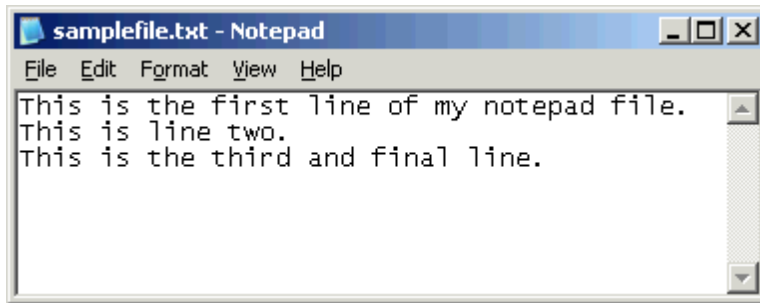 samplefile.txt - Notepad
File Edit Format View Help
This is the first line of my notepad file.
This is line two.
This is the third and final line.